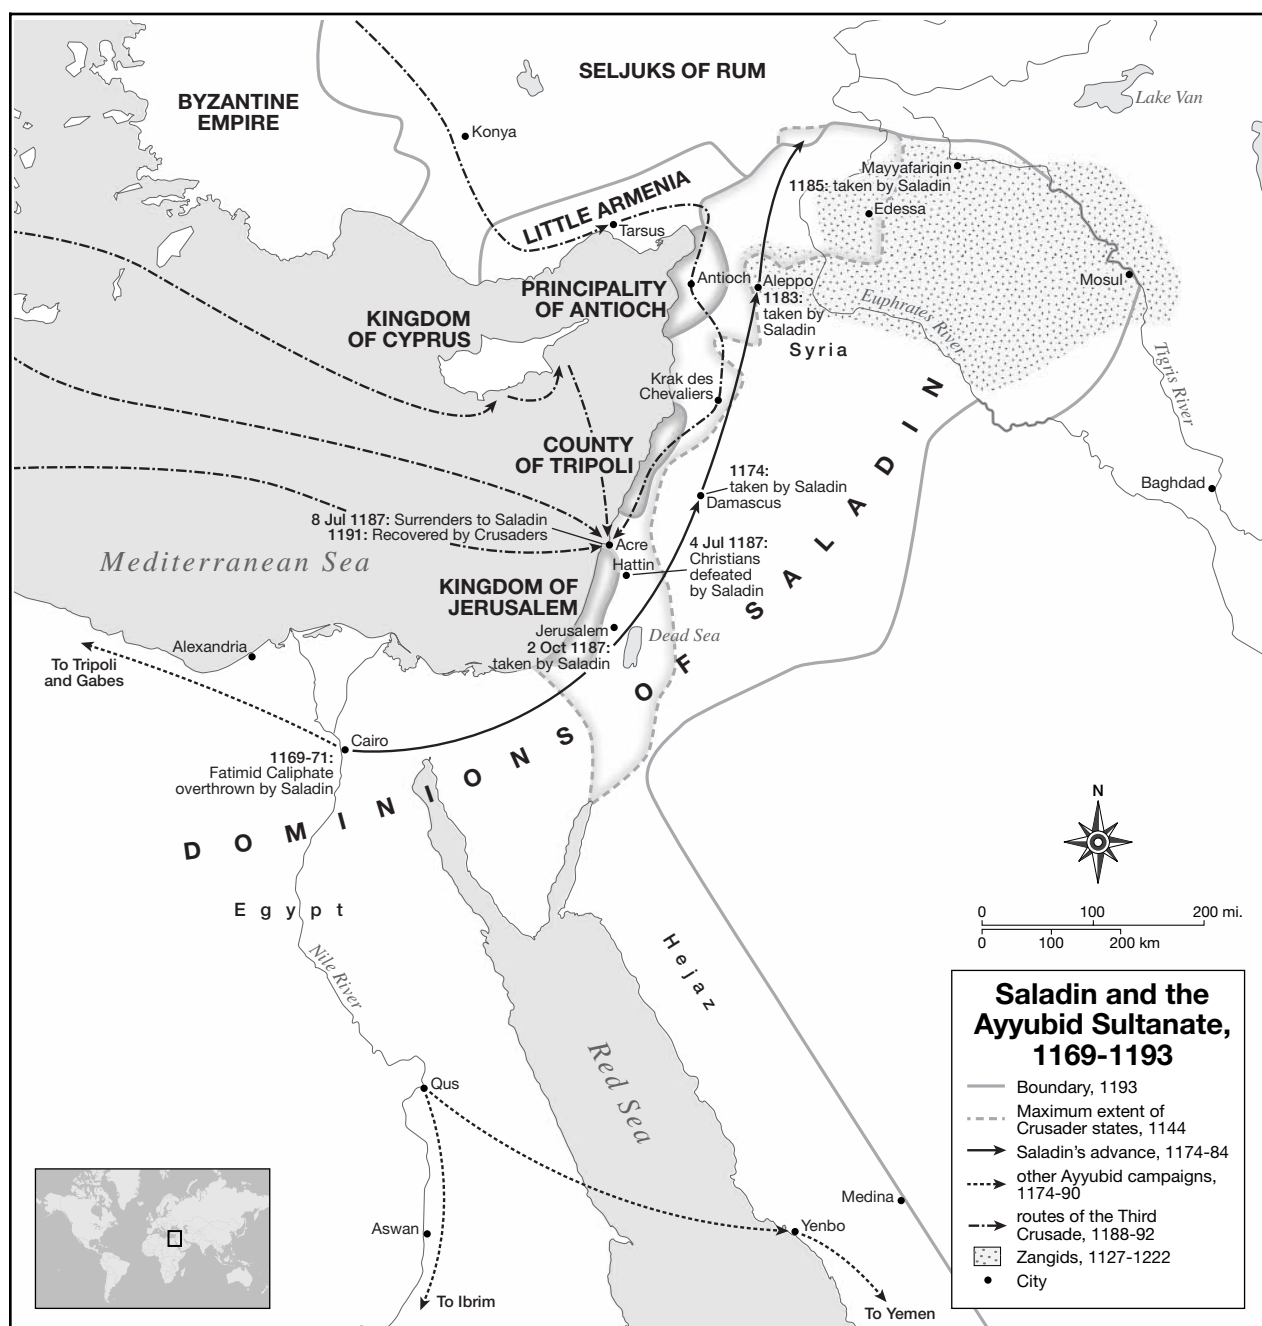 SELJUKS OF RUM
BYZANTINE
EMPIRE
Lake Van
Konya
Mayyafariqin
1185: taken by Saladin
Edessa
LITTLE ARMENIA
Tarsus
Antioch
Aleppo
1183:
taken by
Saladin
Mosul
PRINCIPALITY
OF ANTIOCH
KINGDOM
OF CYPRUS
Euphrates River
Syria
Tigris River
Krak des
Chevaliers
COUNTY
OF TRIPOLI
1174:
taken by Saladin
Damascus
Baghdad
8 Jul 1187: Surrenders to Saladin
1191: Recovered by Crusaders
Acre
Mediterranean Sea
Hattin
4 Jul 1187:
Christians
defeated
by Saladin
KINGDOM OF
JERUSALEM
Jerusalem
2 Oct 1187:
taken by Saladin
Dead Sea
Alexandria
To Tripoli
and Gabes
Cairo
1169-71:
Fatimid Caliphate
overthrown by Saladin
DOMINIONS OF SALADIN
Egypt
Nile River
Hejaz
Red Sea
Qus
Aswan
To Ibrim
Medina
Yenbo
To Yemen
N
0 100 200 mi.
0 100 200 km
Saladin and the
Ayyubid Sultanate,
1169-1193
Boundary, 1193
Maximum extent of
Crusader states, 1144
Saladin's advance, 1174-84
other Ayyubid campaigns,
1174-90
routes of the Third
Crusade, 1188-92
Zangids, 1127-1222
City